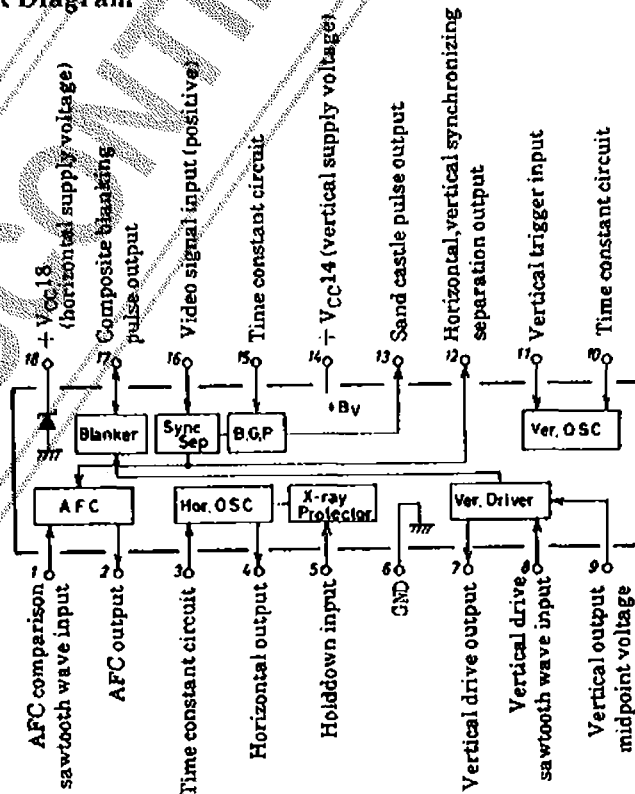 k Diagram
+ VCC18
(horizontal supply voltage)
Composite blanking
pulse output
Video signal input (positive)
Time constant circuit
+ VCC14 (vertical supply voltage)
Sand castle pulse output
Horizontal, vertical synchronizing
separation output
Vertical trigger input
Time constant circuit
18
17
16
15
14
13
12
11
10
+BV
Blanker
Sync
Sep
B.G.P
Ver. OSC
AFC
Hor. OSC
X-ray
Protector
Ver. Driver
1
2
3
4
5
6
7
8
9
AFC comparison
sawtooth wave input
AFC output
Time constant circuit
Horizontal output
Holddown input
GND
Vertical drive output
Vertical drive
sawtooth wave input
Vertical output
midpoint voltage